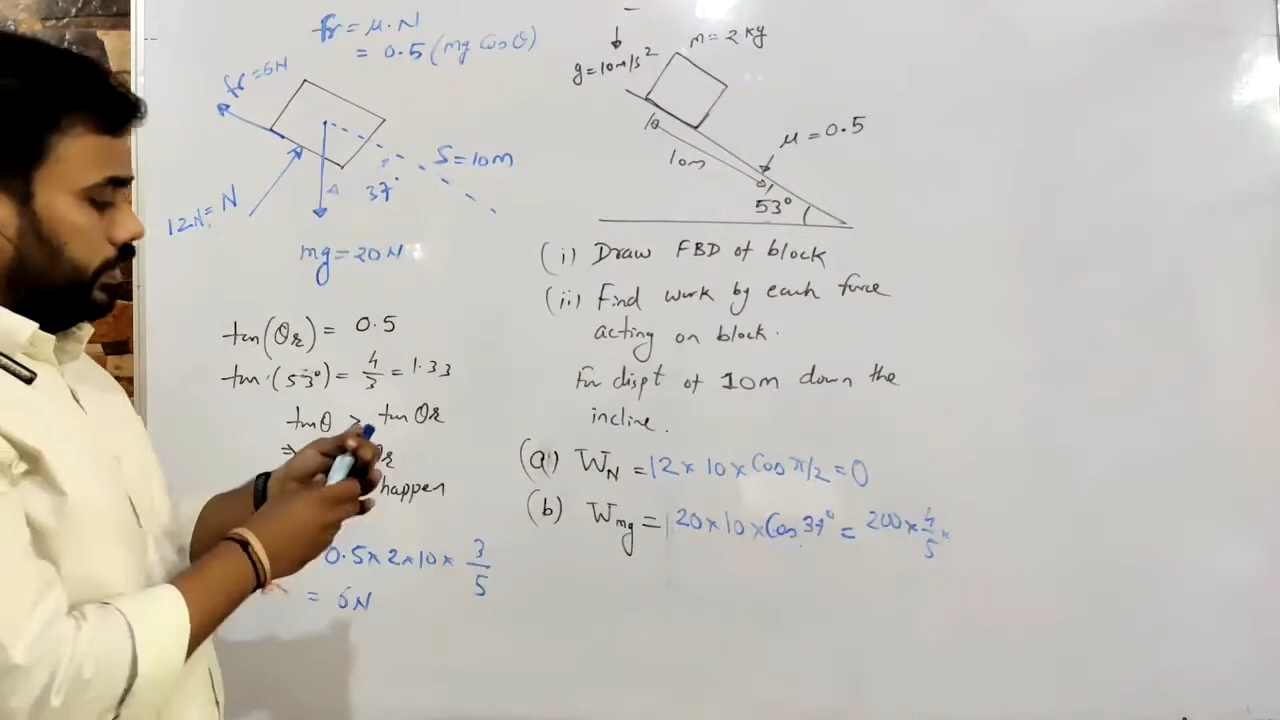 fr = μ.N
= 0.5 (mg Cosθ)
fr = 6N
S = 10m
37°
12N = N
mg = 20N
tan(θr) = 0.5
tan(53°) = 4/3 = 1.33
tanθ > tanθr
⇒ θr
happen
0.5 × 2 × 10 × 3/5
= 6N
m = 2 kg
g = 10m/s²
μ = 0.5
10m
53°
(i) Draw FBD of block
(ii) Find work by each force
acting on block.
For dispt of 10m down the
incline.
(a) W_N = 12 × 10 × Cos π/2 = 0
(b) W_mg = 20 × 10 × Cos 37° = 200 × 4/5